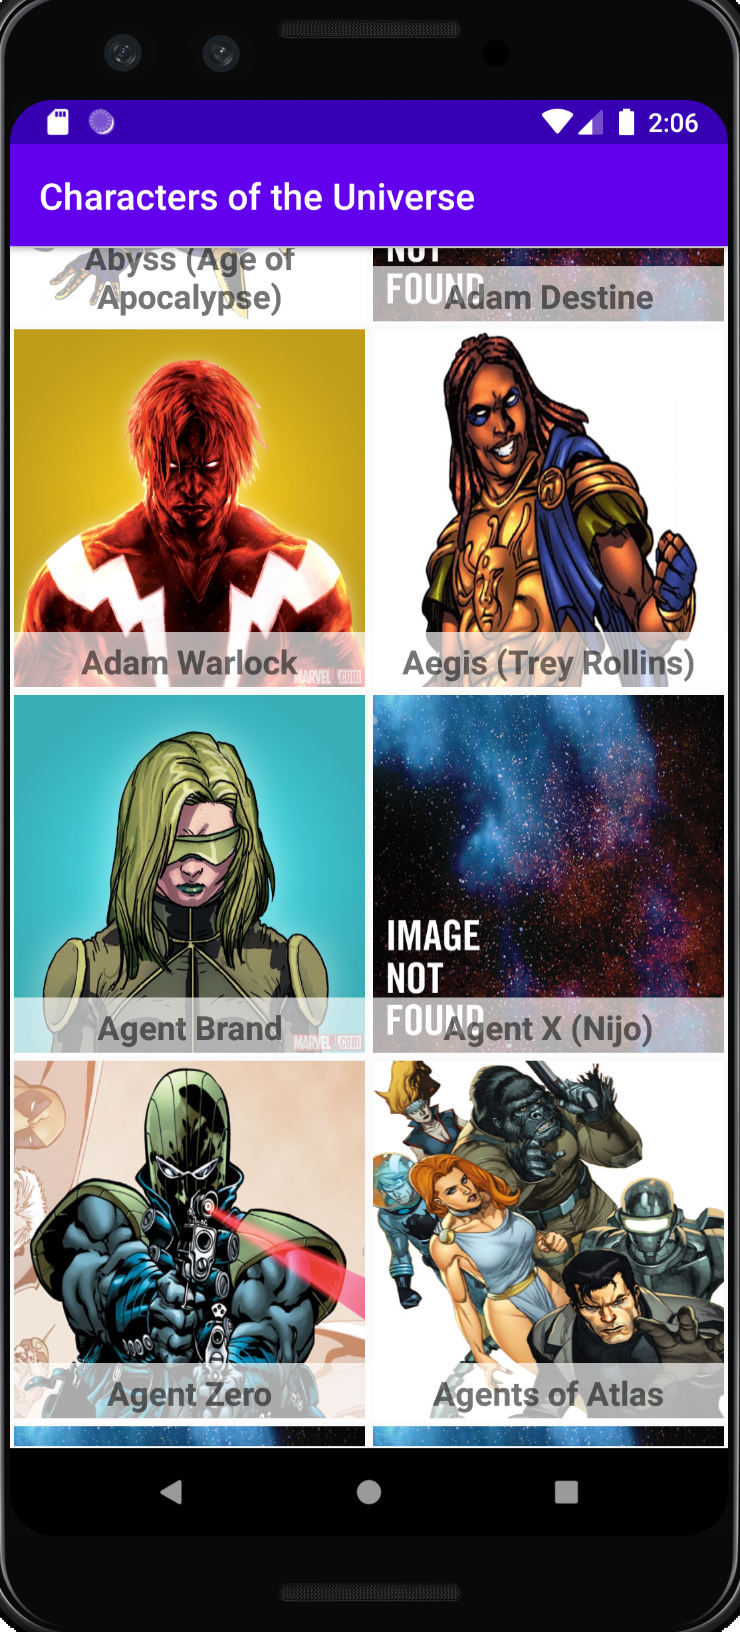 2:06
Characters of the Universe
Abyss (Age of
Apocalypse)
NOT
FOUND
Adam Destine
Adam Warlock
MARVEL.COM
Aegis (Trey Rollins)
Agent Brand
MARVEL.COM
IMAGE
NOT
FOUND
Agent X (Nijo)
Agent Zero
Agents of Atlas